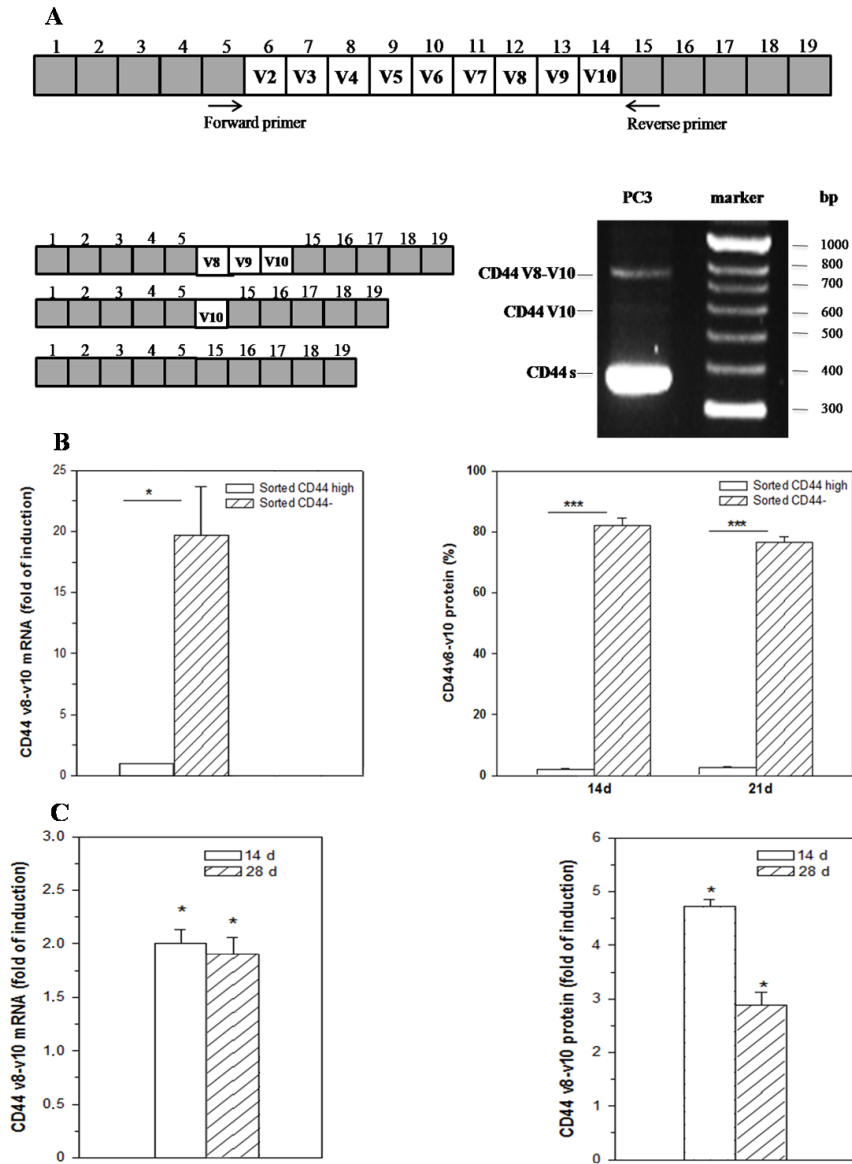 A
1 2 3 4 5 6 7 8 9 10 11 12 13 14 15 16 17 18 19
V2 V3 V4 V5 V6 V7 V8 V9 V10
Forward primer
Reverse primer
1 2 3 4 5 15 16 17 18 19
V8 V9 V10
1 2 3 4 5 15 16 17 18 19
V10
1 2 3 4 5 15 16 17 18 19
PC3 marker bp
CD44 V8-V10
CD44 V10
CD44 s
1000
800
700
600
500
400
300
B
CD44 v8-v10 mRNA (fold of induction)
25
20
15
10
5
0
*
Sorted CD44 high
Sorted CD44-
CD44v8-v10 protein (%)
100
80
60
40
20
0
***
***
Sorted CD44 high
Sorted CD44-
14d 21d
C
CD44 v8-v10 mRNA (fold of induction)
3.0
2.5
2.0
1.5
1.0
0.5
0
14 d
28 d
*
*
CD44 v8-v10 protein (fold of induction)
6
5
4
3
2
1
0
14 d
28 d
*
*